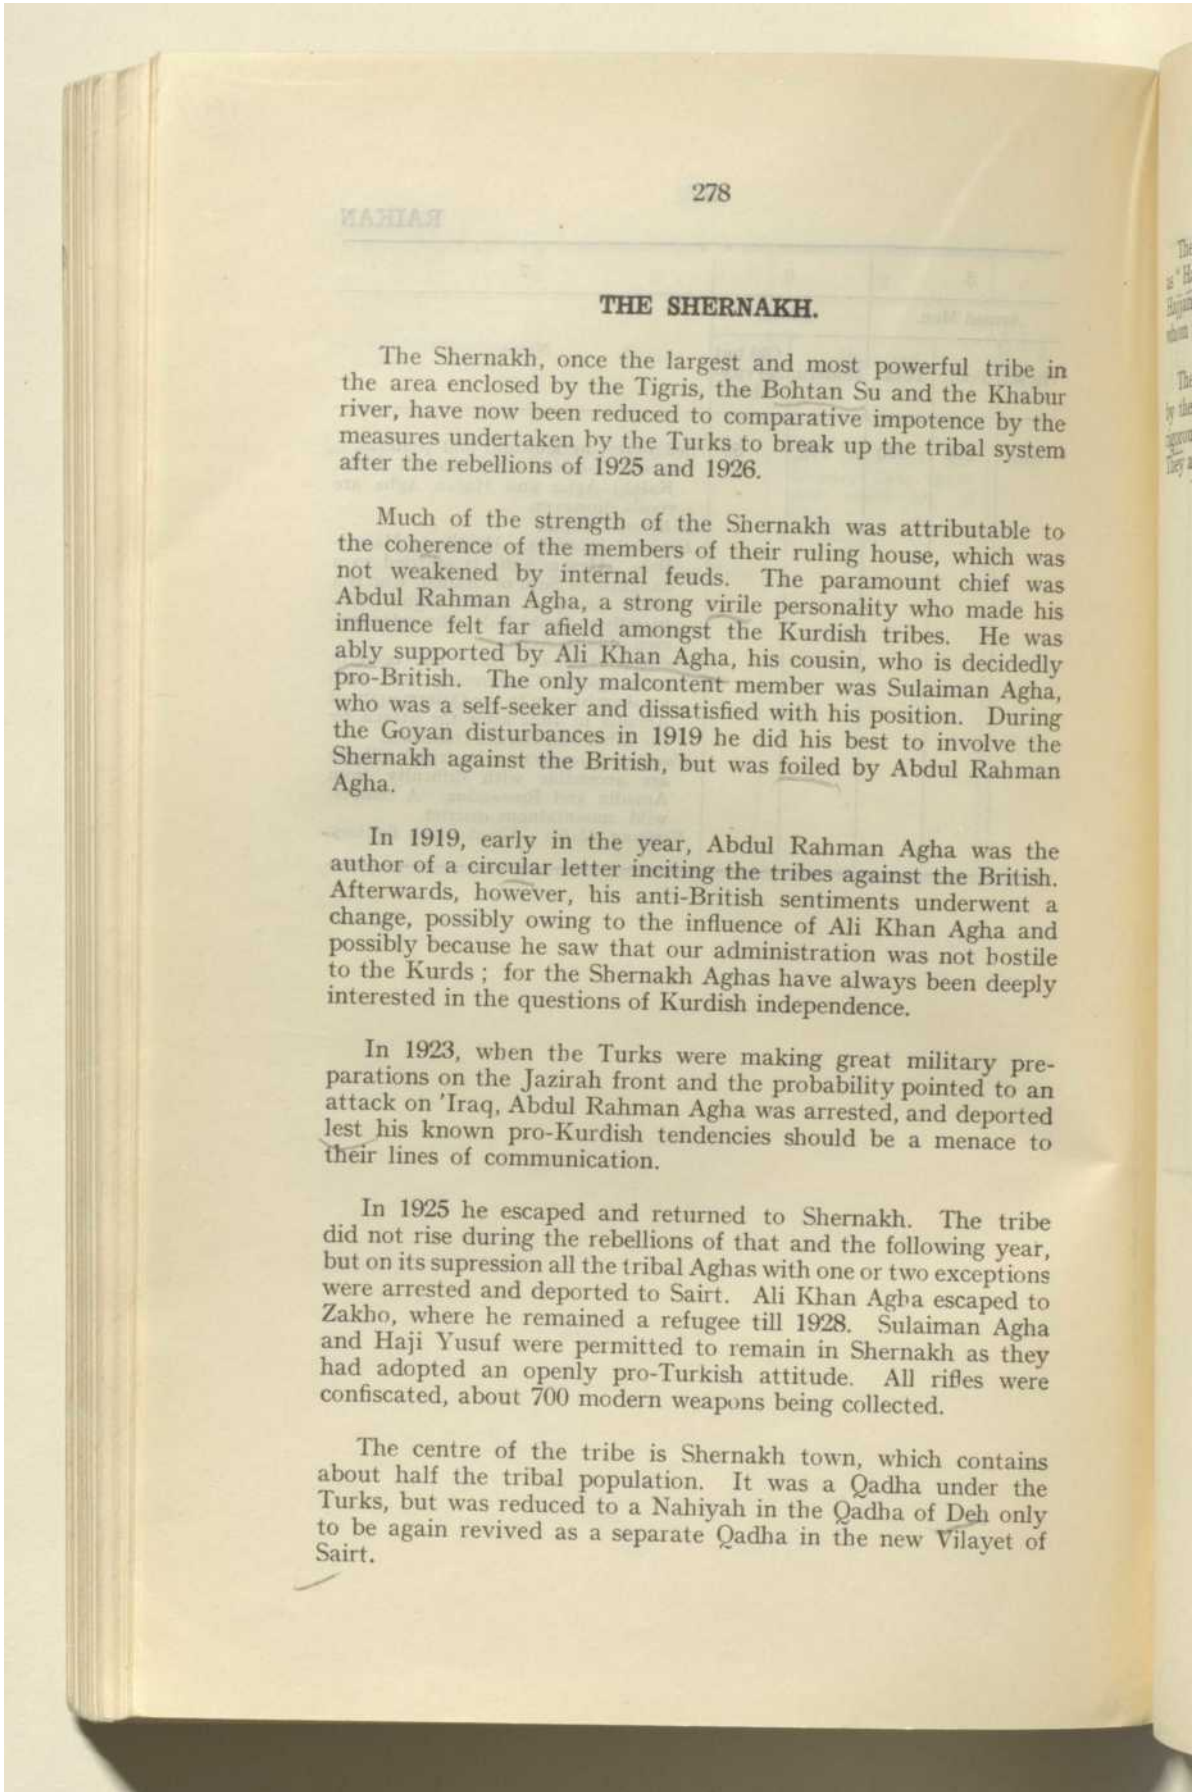 278
THE SHERNAKH.
The Shernakh, once the largest and most powerful tribe in
the area enclosed by the Tigris, the Bohtan Su and the Khabur
river, have now been reduced to comparative impotence by the
measures undertaken by the Turks to break up the tribal system
after the rebellions of 1925 and 1926.
Much of the strength of the Shernakh was attributable to
the coherence of the members of their ruling house, which was
not weakened by internal feuds. The paramount chief was
Abdul Rahman Agha, a strong virile personality who made his
influence felt far afield amongst the Kurdish tribes. He was
ably supported by Ali Khan Agha, his cousin, who is decidedly
pro-British. The only malcontent member was Sulaiman Agha,
who was a self-seeker and dissatisfied with his position. During
the Goyan disturbances in 1919 he did his best to involve the
Shernakh against the British, but was foiled by Abdul Rahman
Agha.
In 1919, early in the year, Abdul Rahman Agha was the
author of a circular letter inciting the tribes against the British.
Afterwards, however, his anti-British sentiments underwent a
change, possibly owing to the influence of Ali Khan Agha and
possibly because he saw that our administration was not hostile
to the Kurds ; for the Shernakh Aghas have always been deeply
interested in the questions of Kurdish independence.
In 1923, when the Turks were making great military pre-
parations on the Jazirah front and the probability pointed to an
attack on 'Iraq, Abdul Rahman Agha was arrested, and deported
lest his known pro-Kurdish tendencies should be a menace to
their lines of communication.
In 1925 he escaped and returned to Shernakh. The tribe
did not rise during the rebellions of that and the following year,
but on its supression all the tribal Aghas with one or two exceptions
were arrested and deported to Sairt. Ali Khan Agha escaped to
Zakho, where he remained a refugee till 1928. Sulaiman Agha
and Haji Yusuf were permitted to remain in Shernakh as they
had adopted an openly pro-Turkish attitude. All rifles were
confiscated, about 700 modern weapons being collected.
The centre of the tribe is Shernakh town, which contains
about half the tribal population. It was a Qadha under the
Turks, but was reduced to a Nahiyah in the Qadha of Deh only
to be again revived as a separate Qadha in the new Vilayet of
Sairt.